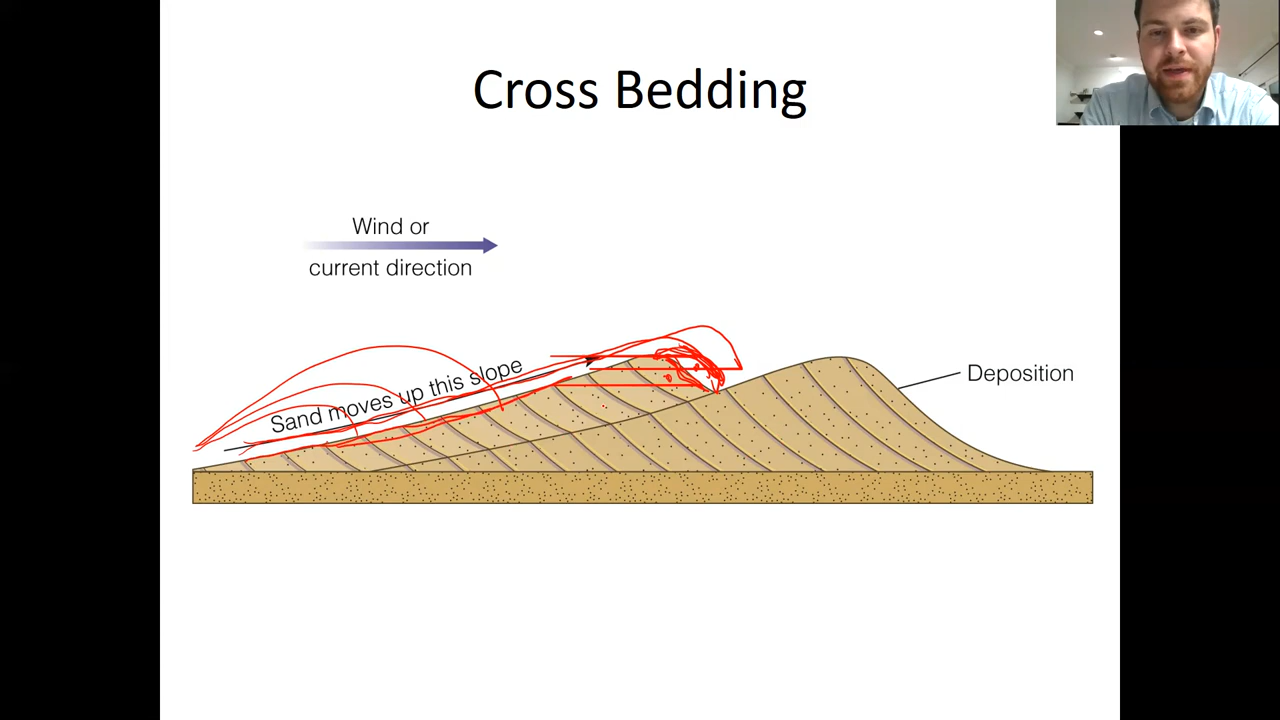 Cross Bedding
Wind or
current direction
Sand moves up this slope
Deposition